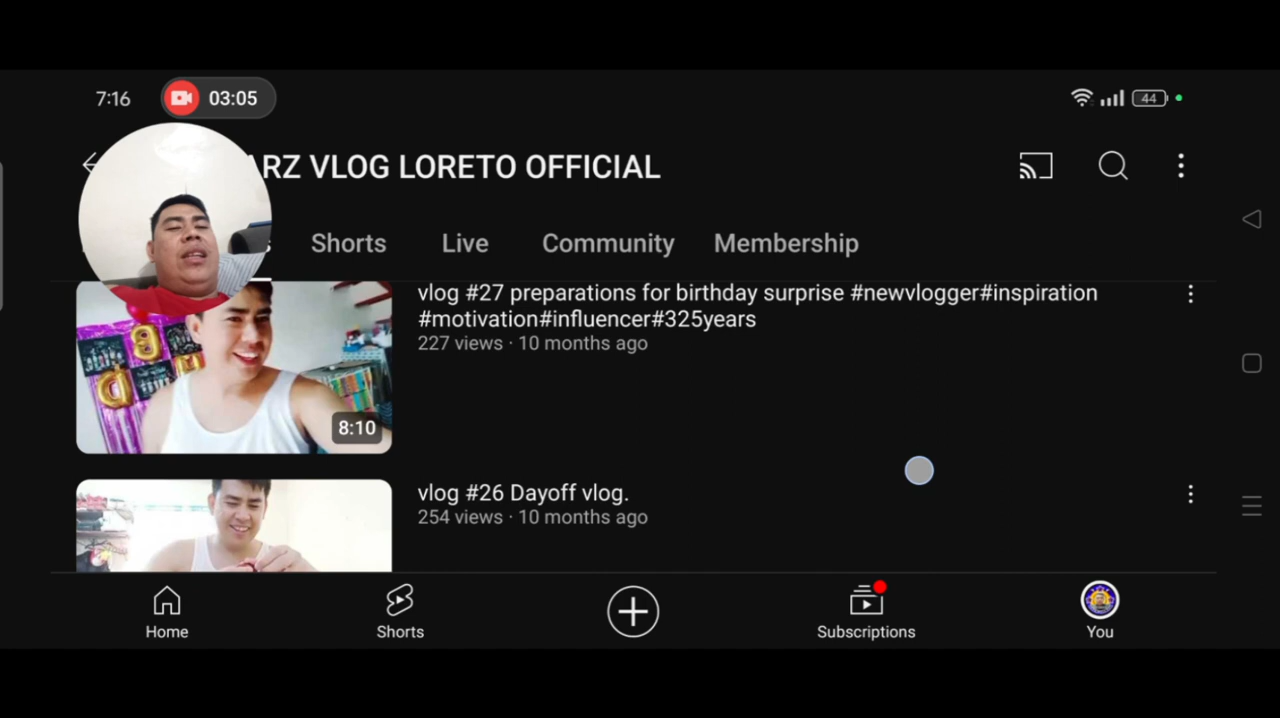 7:16
03:05
44
ARZ VLOG LORETO OFFICIAL
Shorts
Live
Community
Membership
vlog #27 preparations for birthday surprise #newvlogger#inspiration
#motivation#influencer#325years
227 views · 10 months ago
8:10
vlog #26 Dayoff vlog.
254 views · 10 months ago
Home
Shorts
Subscriptions
You